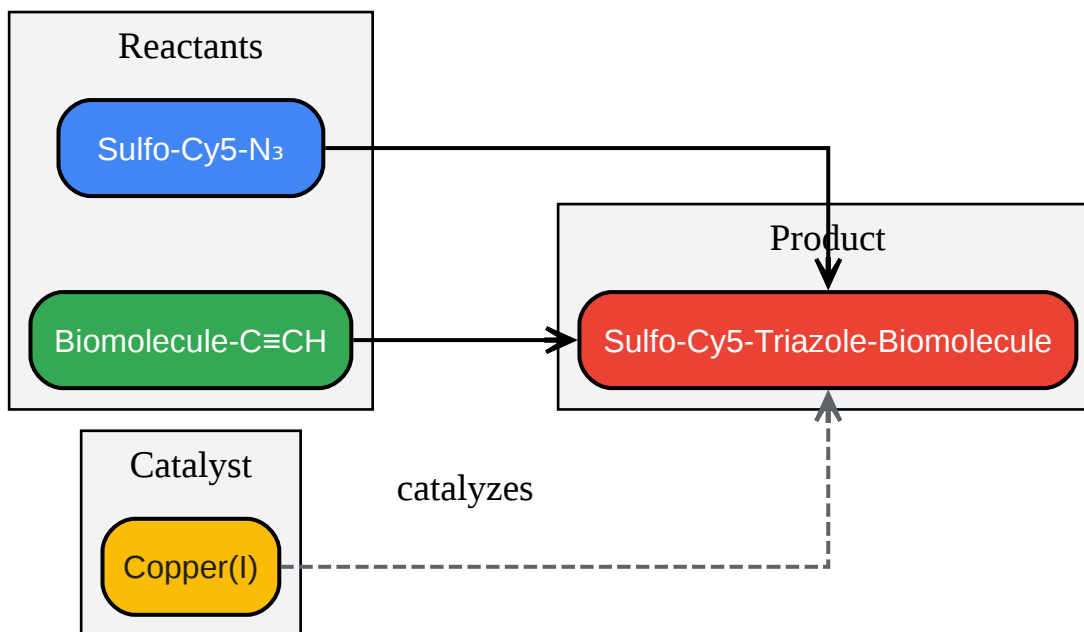 Reactants
Sulfo-Cy5-N₃
Biomolecule-C≡CH
Product
Sulfo-Cy5-Triazole-Biomolecule
Catalyst
catalyzes
Copper(I)